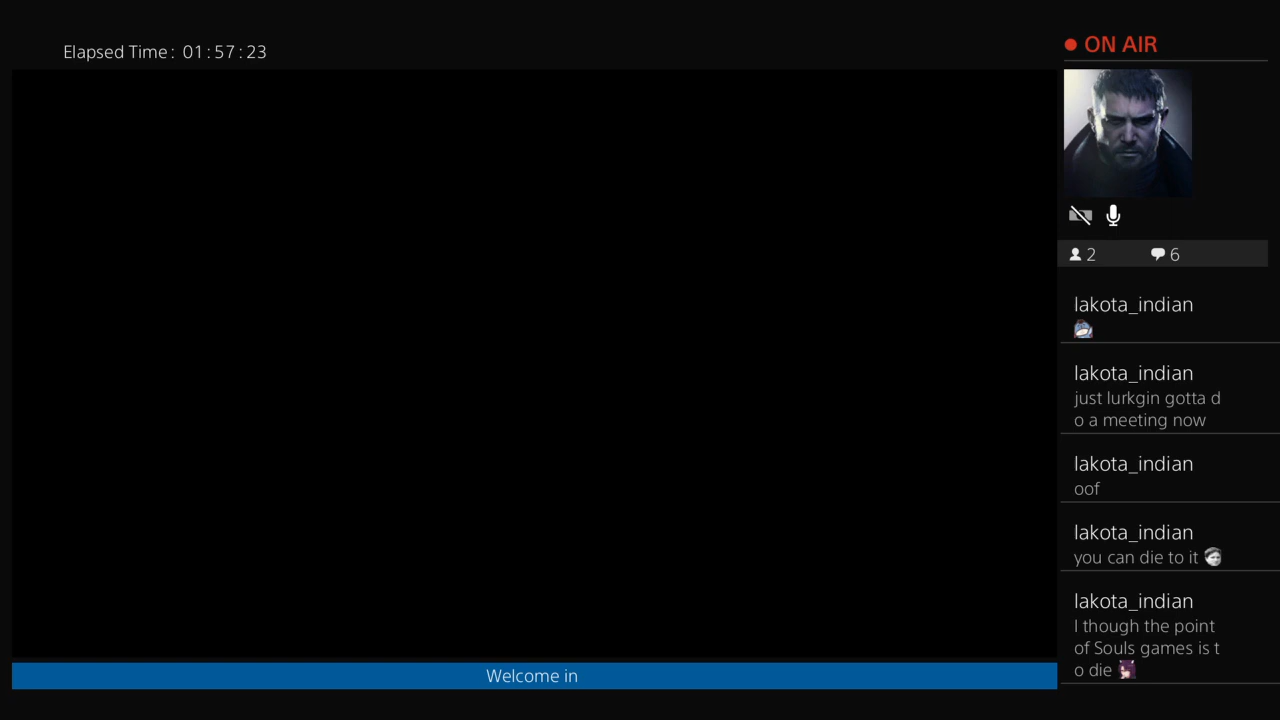 Elapsed Time: 01:57:23
ON AIR
2 6
lakota_indian
lakota_indian
just lurkgin gotta d
o a meeting now
lakota_indian
oof
lakota_indian
you can die to it
lakota_indian
I though the point
of Souls games is t
o die
Welcome in